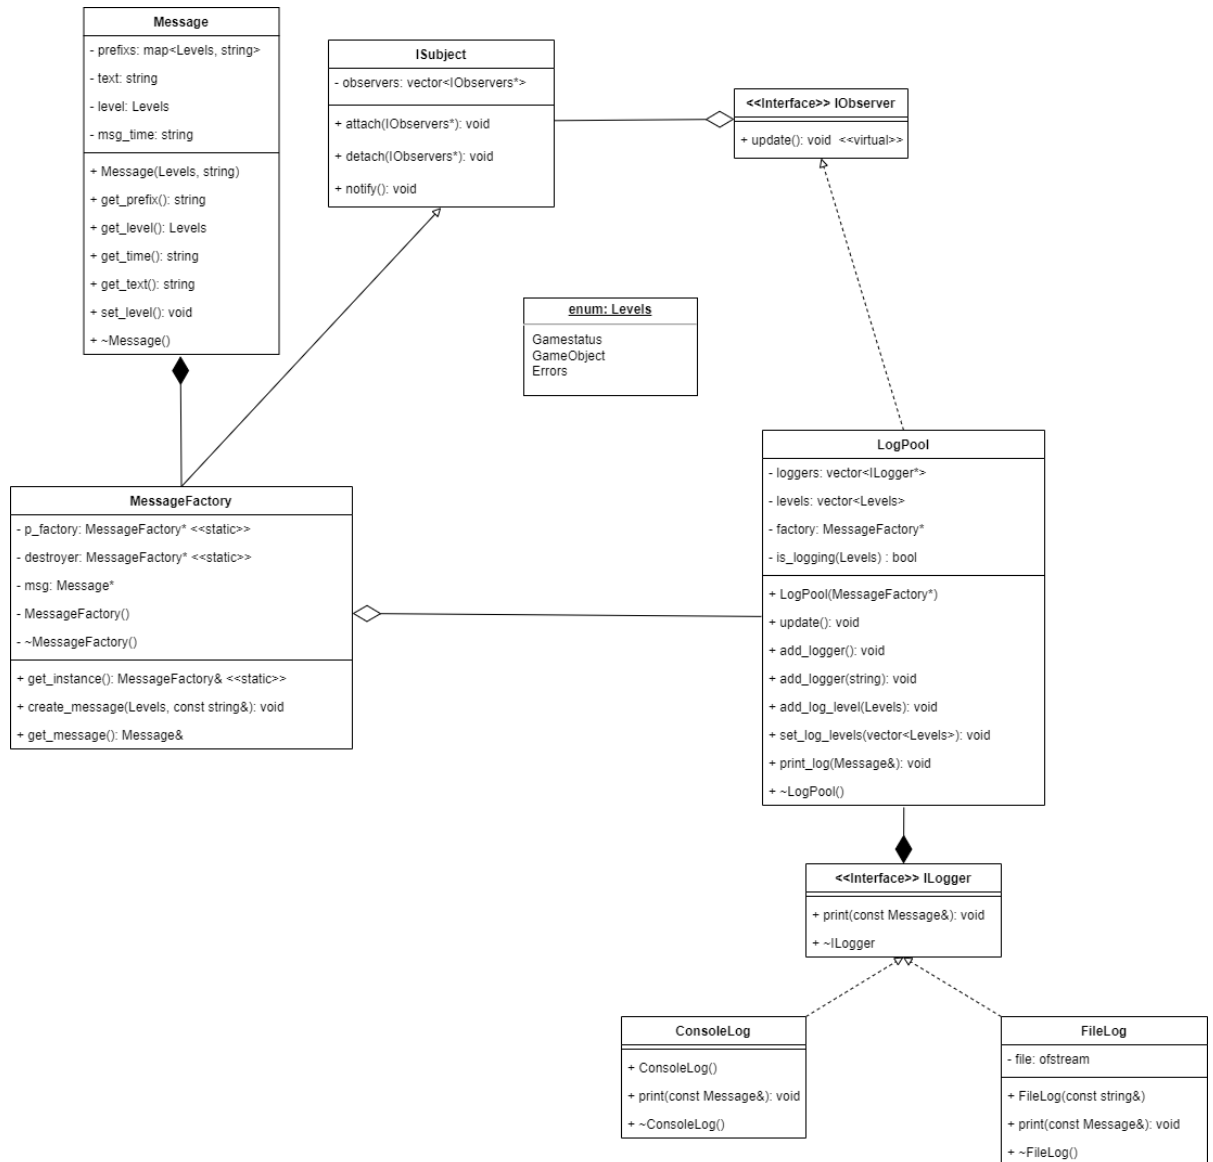 Message
- prefixs: map<Levels, string>
- text: string
- level: Levels
- msg_time: string
+ Message(Levels, string)
+ get_prefix(): string
+ get_level(): Levels
+ get_time(): string
+ get_text(): string
+ set_level(): void
+ ~Message()
ISubject
- observers: vector<IObservers*>
+ attach(IObservers*): void
+ detach(IObservers*): void
+ notify(): void
<<Interface>> IObserver
+ update(): void <<virtual>>
enum: Levels
Gamestatus
GameObject
Errors
MessageFactory
- p_factory: MessageFactory* <<static>>
- destroyer: MessageFactory* <<static>>
- msg: Message*
- MessageFactory()
- ~MessageFactory()
+ get_instance(): MessageFactory& <<static>>
+ create_message(Levels, const string&): void
+ get_message(): Message&
LogPool
- loggers: vector<ILogger*>
- levels: vector<Levels>
- factory: MessageFactory*
- is_logging(Levels) : bool
+ LogPool(MessageFactory*)
+ update(): void
+ add_logger(): void
+ add_logger(string): void
+ add_log_level(Levels): void
+ set_log_levels(vector<Levels>): void
+ print_log(Message&): void
+ ~LogPool()
<<Interface>> ILogger
+ print(const Message&): void
+ ~ILogger
ConsoleLog
+ ConsoleLog()
+ print(const Message&): void
+ ~ConsoleLog()
FileLog
- file: ofstream
+ FileLog(const string&)
+ print(const Message&): void
+ ~FileLog()